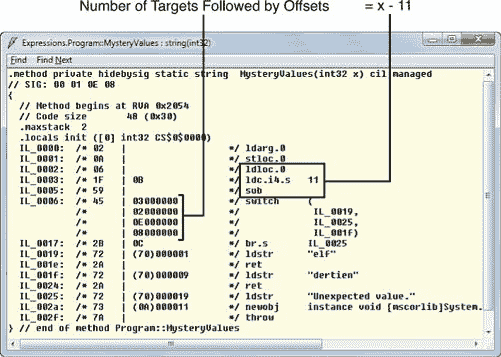 Number of Targets Followed by Offsets
= x - 11
Expressions.Program::MysteryValues : string(int32)
Find Find Next
.method private hidebysig static string MysteryValues(int32 x) cil managed
// SIG: 00 01 0E 08
{
// Method begins at RVA 0x2054
// Code size 48 (0x30)
.maxstack 2
.locals init ([0] int32 CS$0$0000)
IL_0000: /* 02 | */ ldarg.0
IL_0001: /* 0A | */ stloc.0
IL_0002: /* 06 | */ ldloc.0
IL_0003: /* 1F | 0B */ ldc.i4.s 11
IL_0005: /* 59 | */ sub
IL_0006: /* 45 | 03000000 */ switch (
/* | 02000000 */ IL_0019,
/* | 0E000000 */ IL_0025,
/* | 08000000 */ IL_001f)
IL_0017: /* 2B | 0C */ br.s IL_0025
IL_0019: /* 72 | (70)000001 */ ldstr "elf"
IL_001e: /* 2A | */ ret
IL_001f: /* 72 | (70)000009 */ ldstr "dertien"
IL_0024: /* 2A | */ ret
IL_0025: /* 72 | (70)000019 */ ldstr "Unexpected value."
IL_002a: /* 73 | (0A)000011 */ newobj instance void [mscorlib]System.
IL_002f: /* 7A | */ throw
} // end of method Program::MysteryValues